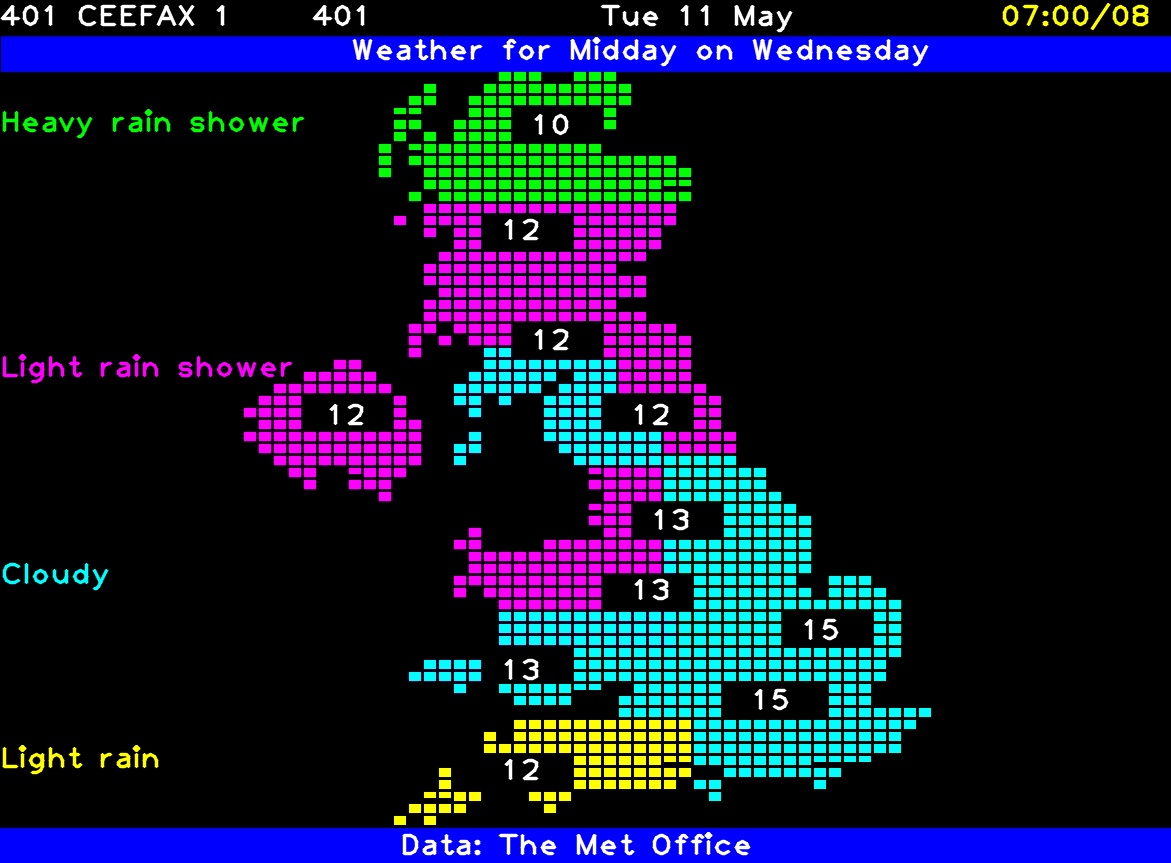 401 CEEFAX 1 401 Tue 11 May 07:00/08
Weather for Midday on Wednesday
Heavy rain shower
10
12
12
Light rain shower
12
12
13
Cloudy
13
15
13
15
Light rain
12
Data: The Met Office